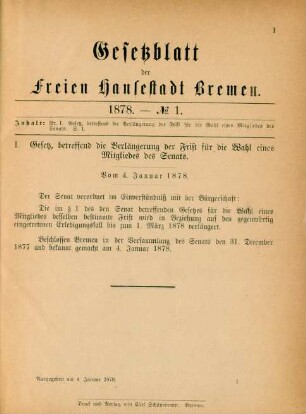 1
Gesetzblatt
der
Freien Hansestadt Bremen.
1878. — № 1.
Inhalt: Nr. I. Gesetz, betreffend die Verlängerung der Frist für die Wahl eines Mitgliedes des
Senats. S. 1.
I. Gesetz, betreffend die Verlängerung der Frist für die Wahl eines
Mitgliedes des Senats.
Vom 4. Januar 1878.
Der Senat verordnet im Einverständniß mit der Bürgerschaft:
Die in § 1 des den Senat betreffenden Gesetzes für die Wahl eines
Mitgliedes desselben bestimmte Frist wird in Beziehung auf den gegenwärtig
eingetretenen Erledigungsfall bis zum 1. März 1878 verlängert.
Beschlossen Bremen in der Versammlung des Senats den 31. December
1877 und bekannt gemacht am 4. Januar 1878.
Ausgegeben am 4. Januar 1878.
1
Druck und Verlag von Carl Schünemann. Bremen.